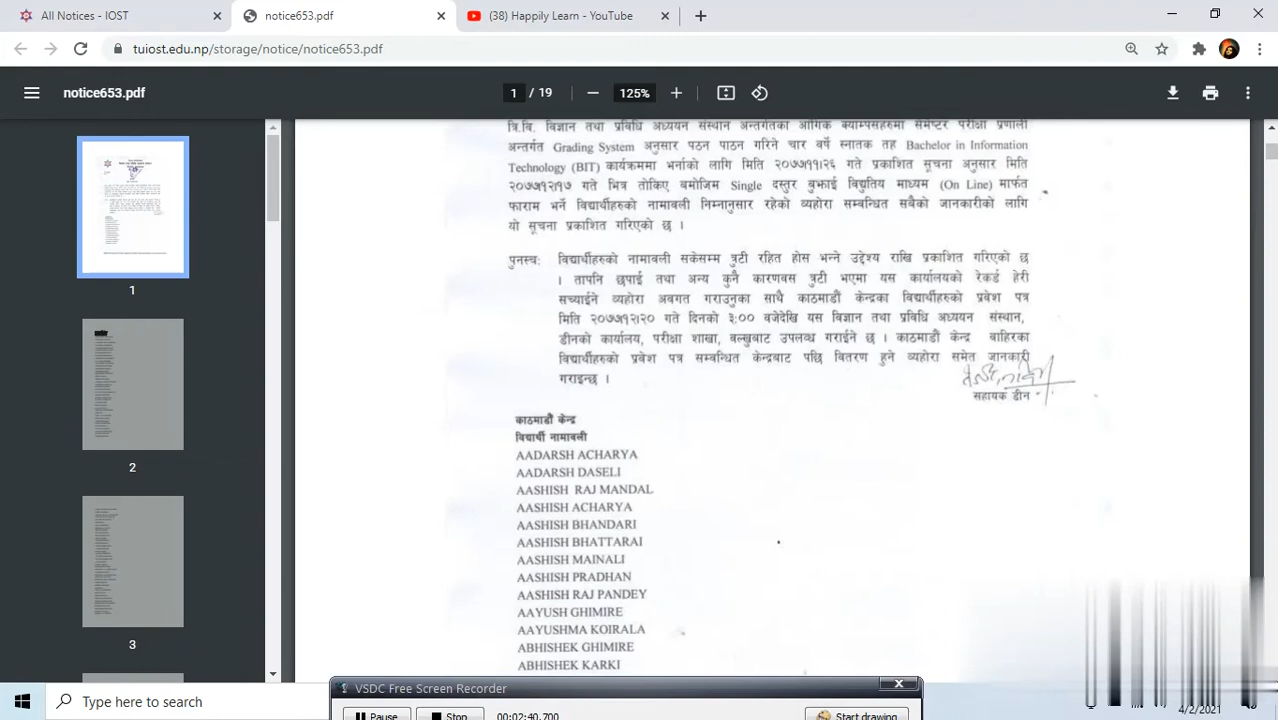 All Notices - IOST
notice653.pdf
(38) Happily Learn - YouTube
tuiost.edu.np/storage/notice/notice653.pdf
notice653.pdf
1 / 19
125%
त्रि.वि. विज्ञान तथा प्रविधि अध्ययन संस्थान अन्तर्गतका आंगिक क्याम्पसहरुमा सेमेष्टर परीक्षा प्रणाली
अन्तर्गत Grading System अनुसार पठन पाठन गरिने चार वर्षे स्नातक तह Bachelor in Information
Technology (BIT) कार्यक्रममा भर्नाको लागि मिति २०७७।११।२६ गते प्रकाशित सूचना अनुसार मिति
२०७७।१२।१७ गते भित्र तोकिए बमोजिम Single दस्तुर बुझाई विद्युतिय माध्यम (On Line) मार्फत
फाराम भर्ने विद्यार्थीहरुको नामावली निम्नानुसार रहेको व्यहोरा सम्बन्धित सबैको जानकारीको लागि
यो सूचना प्रकाशित गरिएको छ ।
पुनस्च: विद्यार्थीहरुको नामावली सकेसम्म त्रुटी रहित होस भन्ने उद्देश्य राखि प्रकाशित गरिएको छ
। तापनि छपाई तथा अन्य कुनै कारणवस त्रुटी भएमा यस कार्यालयको रेकर्ड हेरी
सच्याईने व्यहोरा अवगत गराउनुका साथै काठमाडौं केन्द्रका विद्यार्थीहरुको प्रवेश पत्र
मिति २०७७।१२।२० गते दिनको ३:०० वजेदेखि यस विज्ञान तथा प्रविधि अध्ययन संस्थान,
डीनको कार्यालय, परीक्षा शाखा, वल्खुबाट उपलब्ध गराईने छ । काठमाडौं केन्द्र वाहिरका
विद्यार्थीहरुको प्रवेश पत्र सम्वन्धित केन्द्रबाट पछि वितरण हुने व्यहोरा समेत जानकारी
गराइन्छ ।
सहायक डीन
काठमाडौं केन्द्र
विद्यार्थी नामावली
AADARSH ACHARYA
AADARSH DASELI
AASHISH RAJ MANDAL
AASHISH ACHARYA
AASHISH BHANDARI
AASHISH BHATTARAI
AASHISH MAINALI
AASHISH PRADHAN
AASHISH RAJ PANDEY
AAYUSH GHIMIRE
AAYUSHMA KOIRALA
ABHISHEK GHIMIRE
ABHISHEK KARKI
1
2
3
VSDC Free Screen Recorder
Pause
Stop
00:02:40.700
Start drawing
Type here to search
4/2/2021